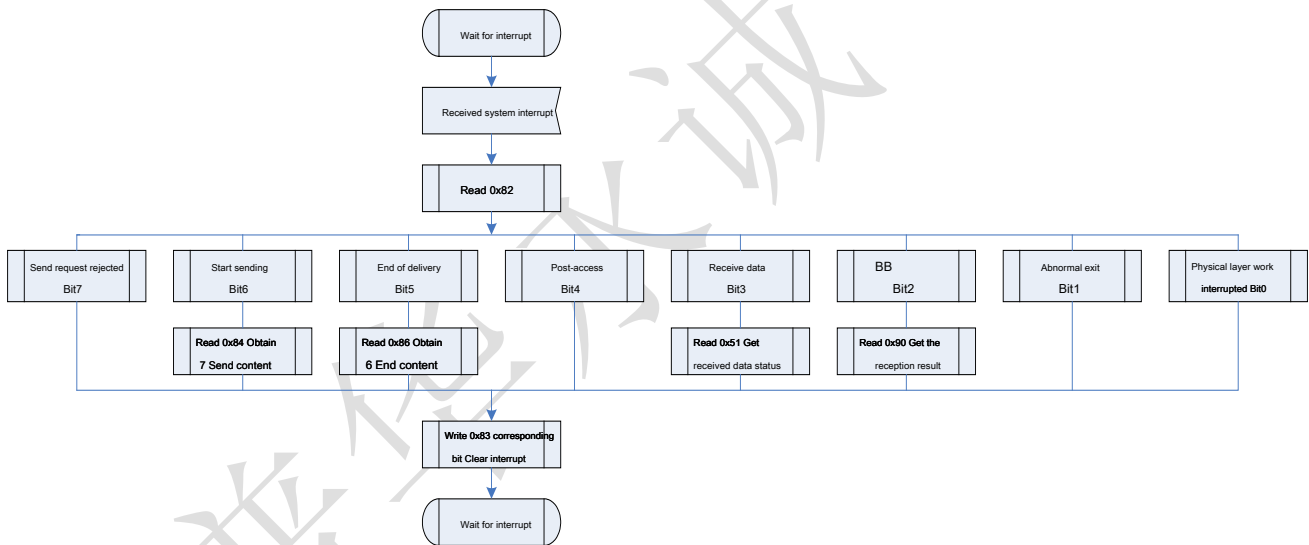 Wait for interrupt
Received system interrupt
Read 0x82
Send request rejected
Bit7
Start sending
Bit6
End of delivery
Bit5
Post-access
Bit4
Receive data
Bit3
BB
Bit2
Abnormal exit
Bit1
Physical layer work
interrupted Bit0
Read 0x84 Obtain
7 Send content
Read 0x86 Obtain
6 End content
Read 0x51 Get
received data status
Read 0x90 Get the
reception result
Write 0x83 corresponding
bit Clear interrupt
Wait for interrupt